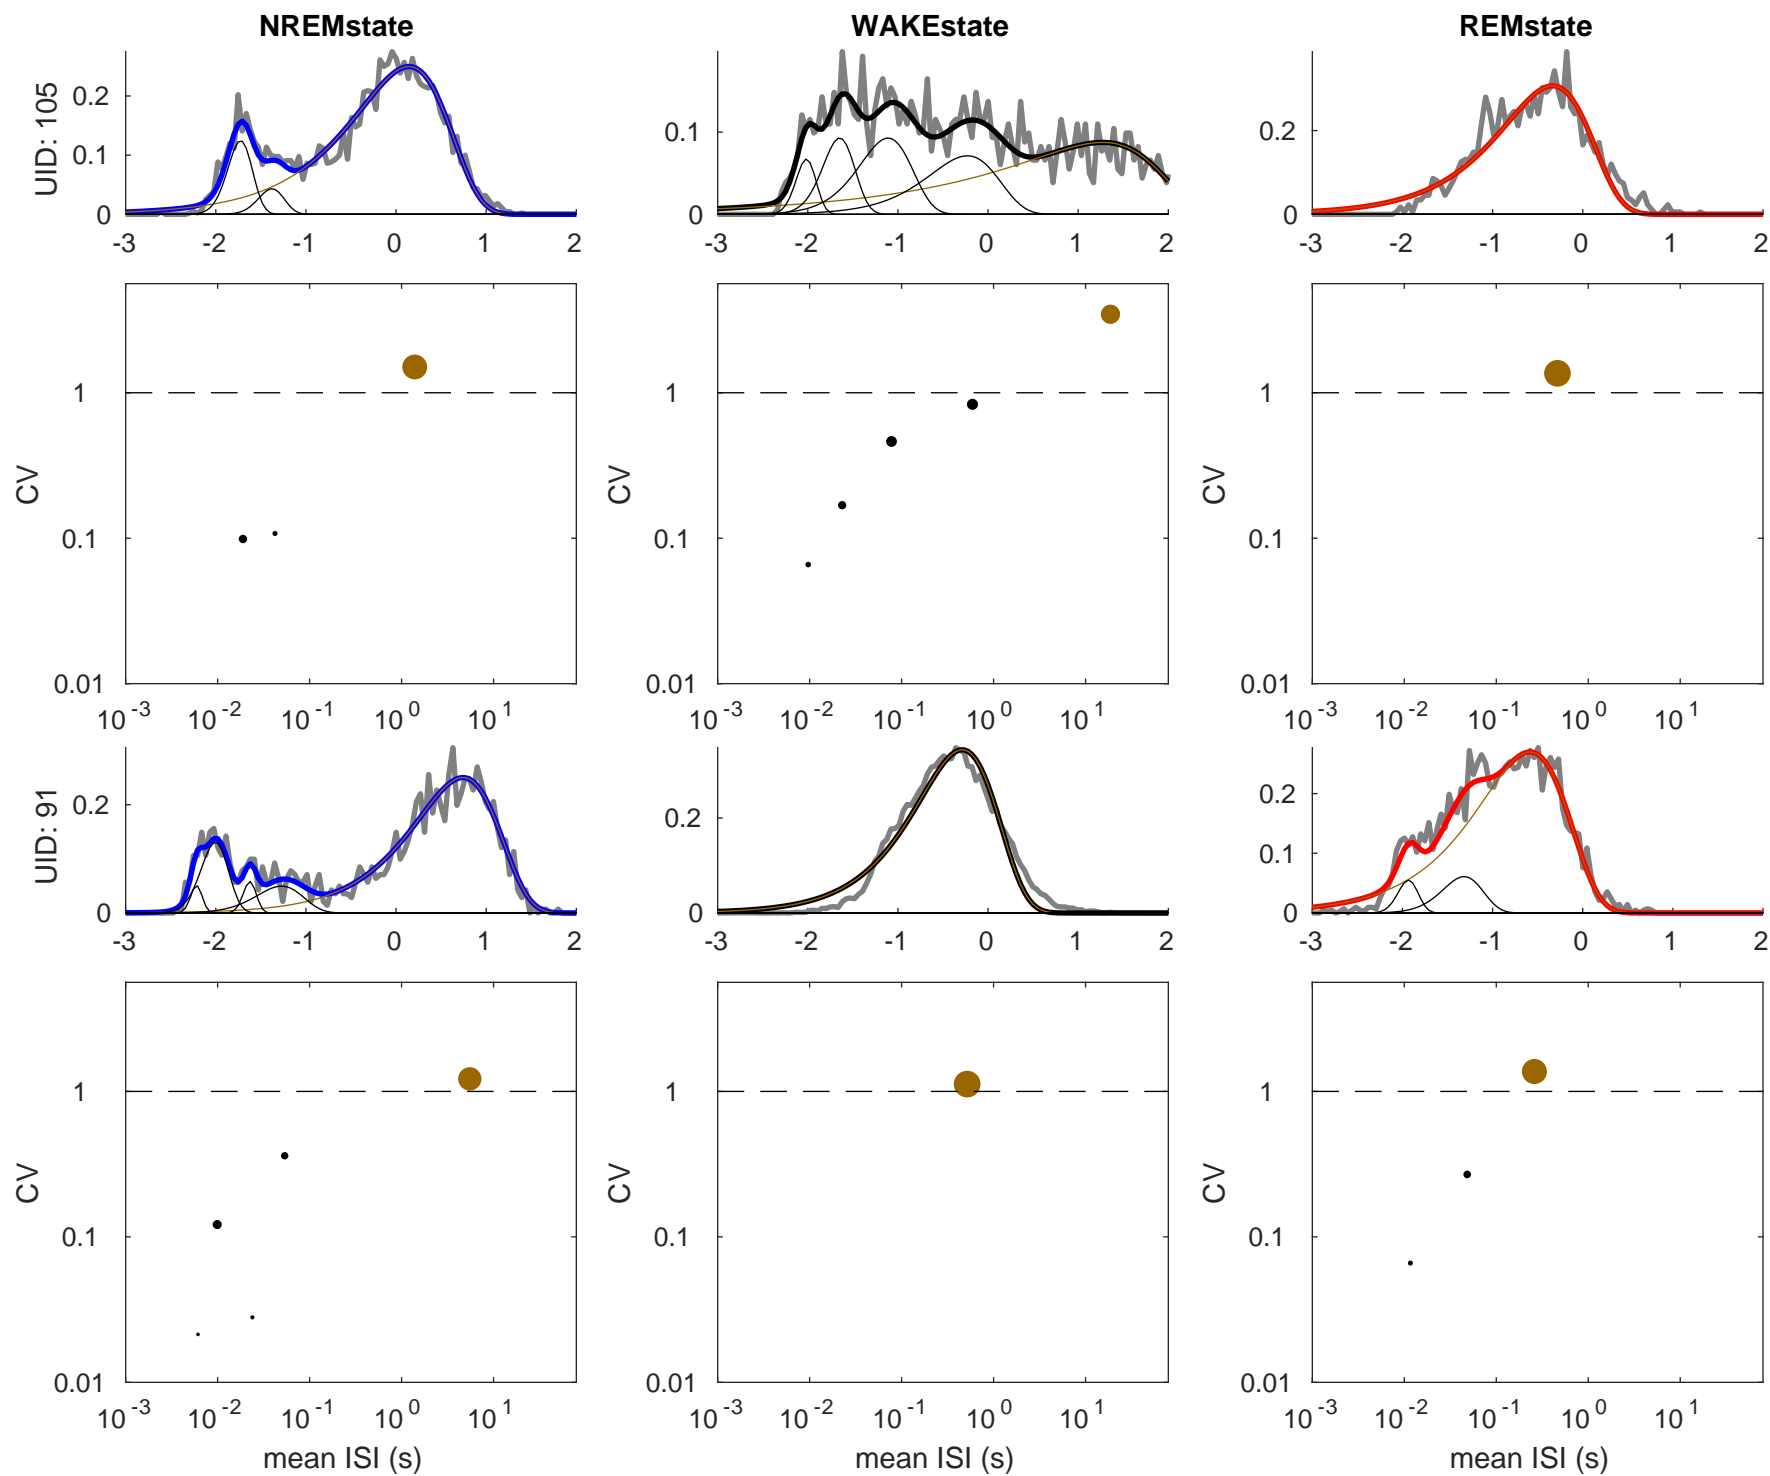 NREMstate WAKEstate REMstate
UID: 105
0.2 0.1 0
0.1 0
0.2 0
-3 -2 -1 0 1 2
-3 -2 -1 0 1 2
-3 -2 -1 0 1 2
CV
1 0.1 0.01
CV
1 0.1 0.01
CV
1 0.1 0.01
10^-3 10^-2 10^-1 10^0 10^1
10^-3 10^-2 10^-1 10^0 10^1
10^-3 10^-2 10^-1 10^0 10^1
UID: 91
0.2 0
0.2 0
0.2 0.1 0
-3 -2 -1 0 1 2
-3 -2 -1 0 1 2
-3 -2 -1 0 1 2
CV
1 0.1 0.01
CV
1 0.1 0.01
CV
1 0.1 0.01
10^-3 10^-2 10^-1 10^0 10^1
10^-3 10^-2 10^-1 10^0 10^1
10^-3 10^-2 10^-1 10^0 10^1
mean ISI (s) mean ISI (s) mean ISI (s)